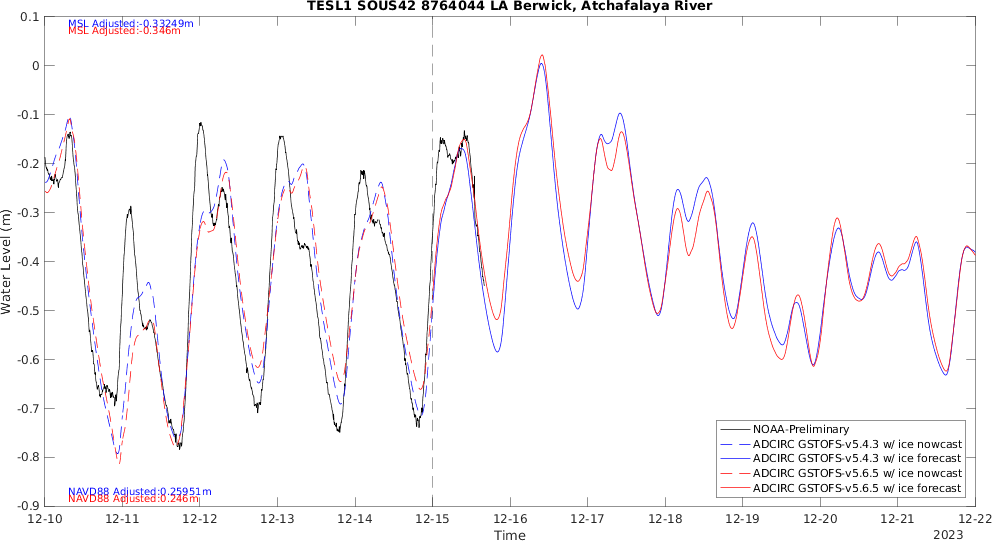 TESL1 SOUS42 8764044 LA Berwick, Atchafalaya River
MSL Adjusted:-0.33249m
MSL Adjusted:-0.346m
0.1
0
-0.1
-0.2
-0.3
-0.4
-0.5
-0.6
-0.7
-0.8
-0.9
Water Level (m)
NOAA-Preliminary
ADCIRC GSTOFS-v5.4.3 w/ ice nowcast
ADCIRC GSTOFS-v5.4.3 w/ ice forecast
ADCIRC GSTOFS-v5.6.5 w/ ice nowcast
ADCIRC GSTOFS-v5.6.5 w/ ice forecast
NAVD88 Adjusted:0.25951m
NAVD88 Adjusted:0.246m
12-10 12-11 12-12 12-13 12-14 12-15 12-16 12-17 12-18 12-19 12-20 12-21 12-22
Time
2023